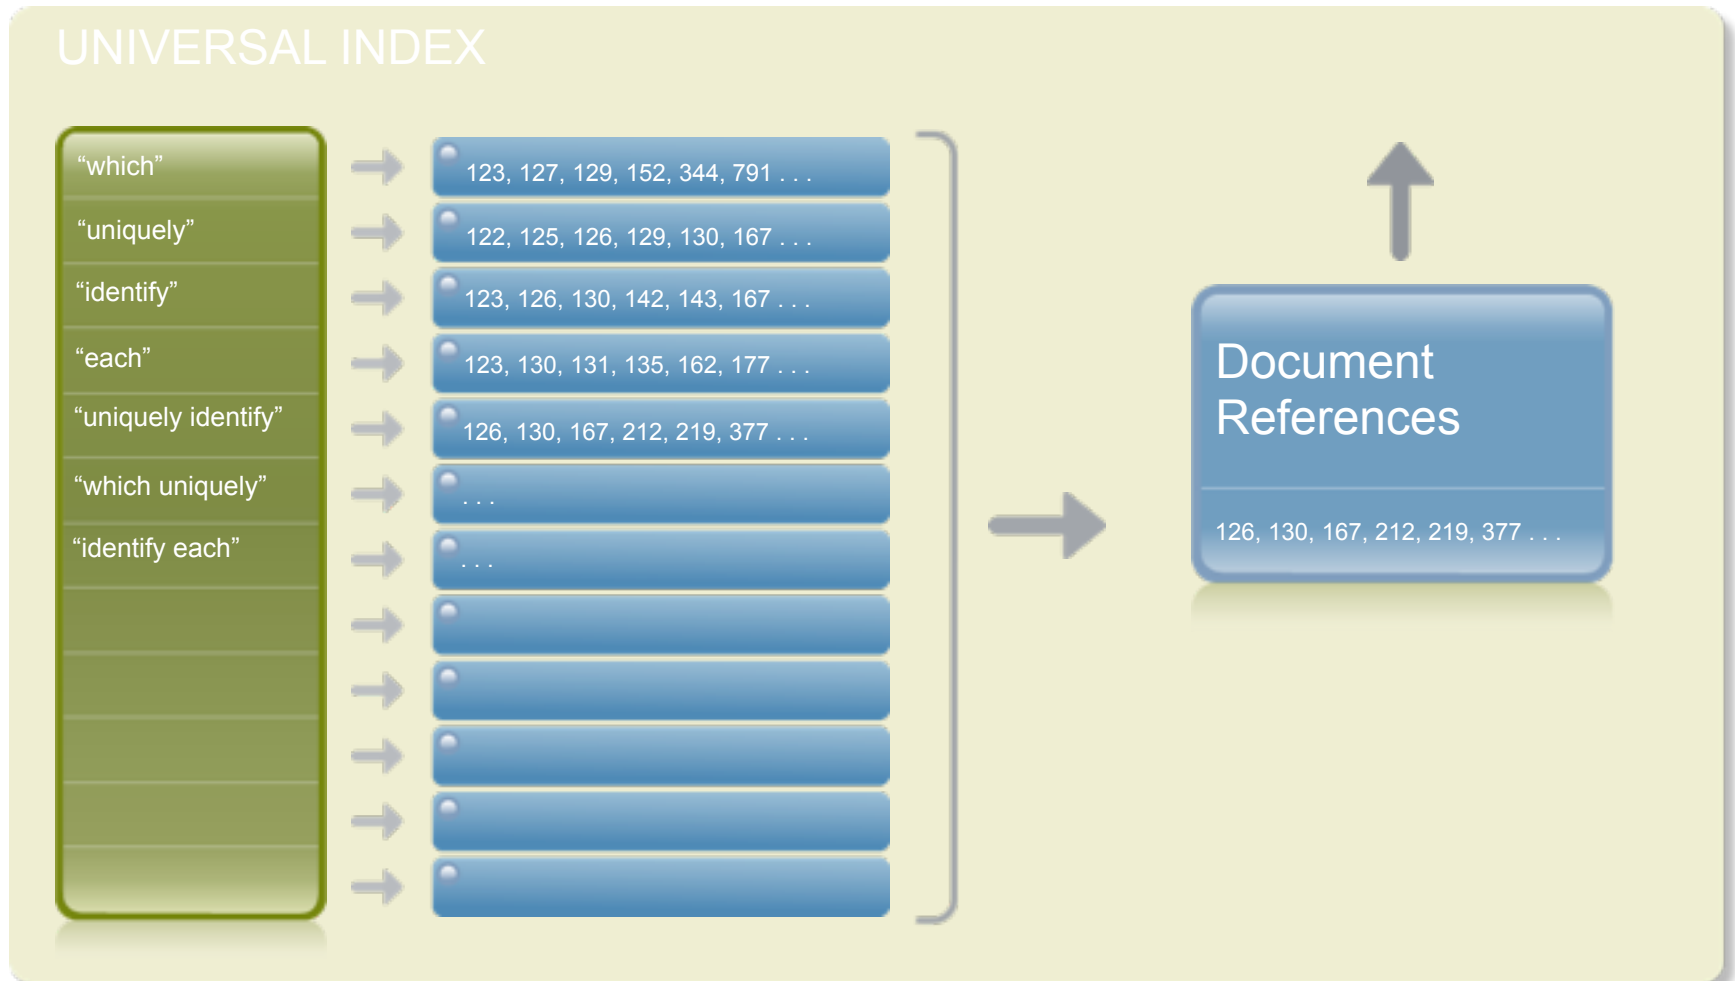 UNIVERSAL INDEX
“which”
123, 127, 129, 152, 344, 791 . . .
“uniquely”
122, 125, 126, 129, 130, 167 . . .
“identify”
123, 126, 130, 142, 143, 167 . . .
“each”
123, 130, 131, 135, 162, 177 . . .
“uniquely identify”
126, 130, 167, 212, 219, 377 . . .
“which uniquely”
. . .
“identify each”
. . .
Document
References
126, 130, 167, 212, 219, 377 . . .